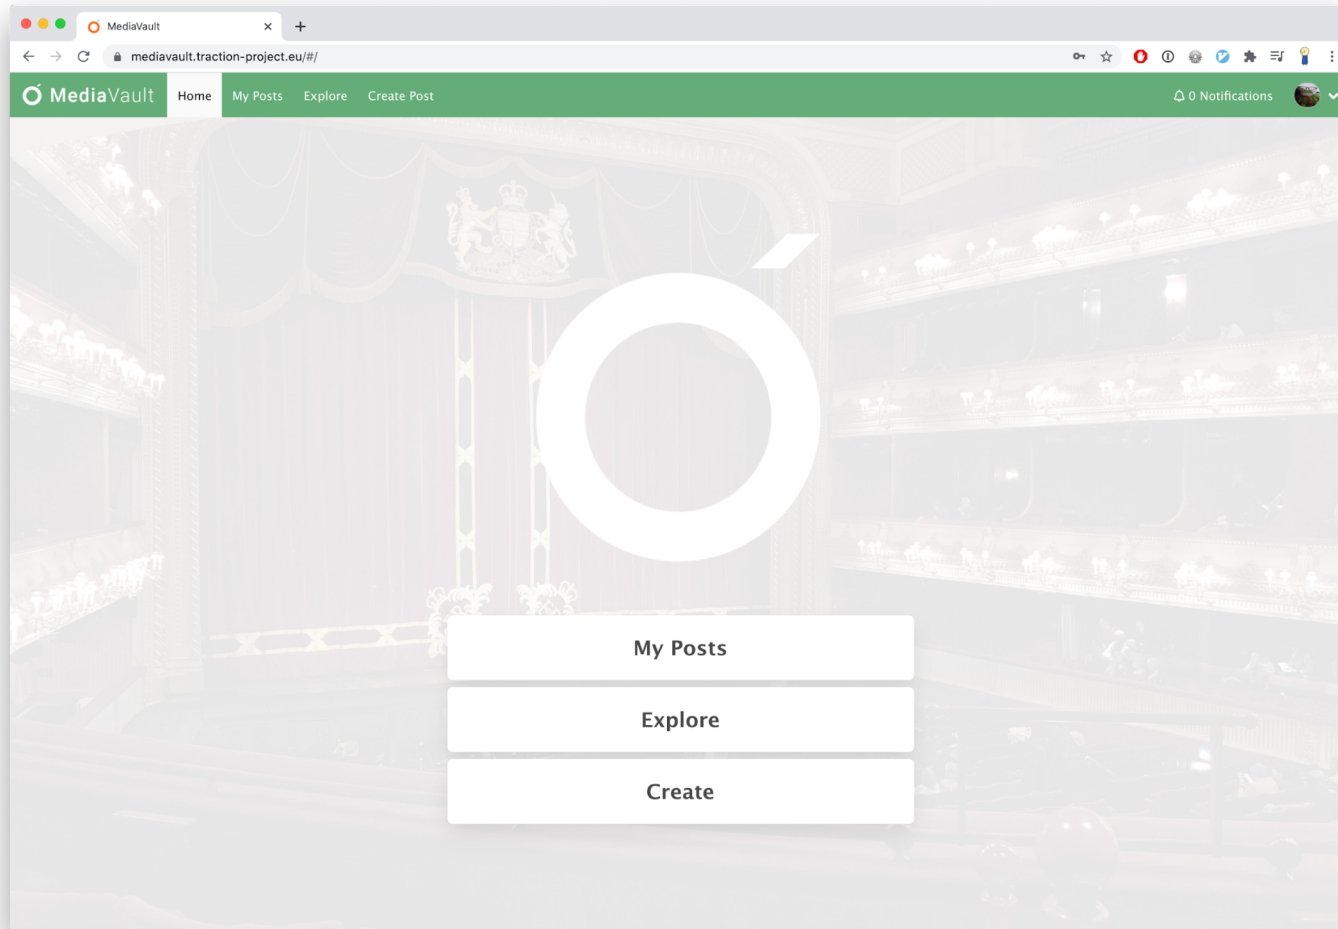 MediaVault
mediavault.traction-project.eu/#/
MediaVault Home My Posts Explore Create Post 0 Notifications
My Posts
Explore
Create